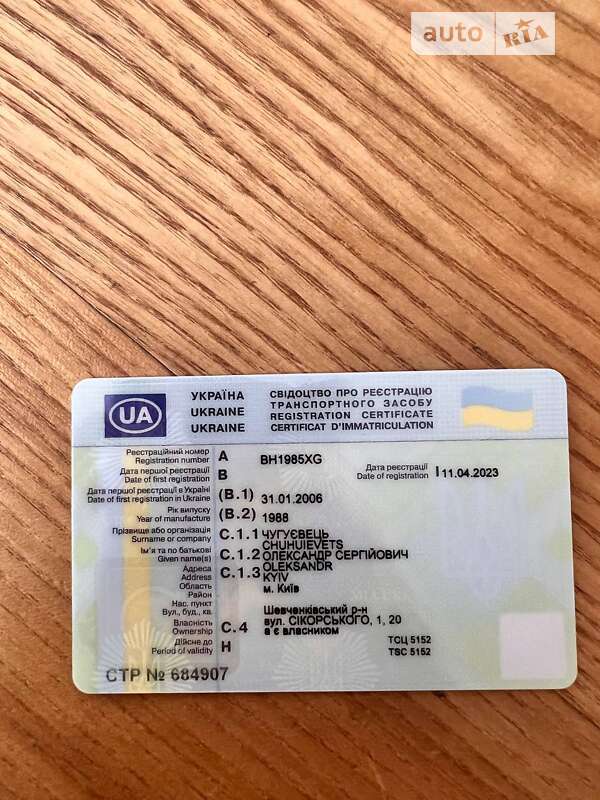 auto RIA
UA
УКРАЇНА
UKRAINE
UKRAINE
СВІДОЦТВО ПРО РЕЄСТРАЦІЮ
ТРАНСПОРТНОГО ЗАСОБУ
REGISTRATION CERTIFICATE
CERTIFICAT D'IMMATRICULATION
Реєстраційний номер
Registration number
A
BH1985XG
Дата першої реєстрації
Date of first registration
B
Дата реєстрації
Date of registration
I 11.04.2023
Дата першої реєстрації в Україні
Date of first registration in Ukraine
(B.1) 31.01.2006
Рік випуску
Year of manufacture
(B.2) 1988
Прізвище або організація
Surname or company
C.1.1 ЧУГУЄВЕЦЬ
CHUHUIEVETS
Ім'я та по батькові
Given name(s)
C.1.2 ОЛЕКСАНДР СЕРГІЙОВИЧ
OLEKSANDR
Адреса
Address
C.1.3 KYIV
Область
м. Київ
Район
Нас. пункт
Шевченківський р-н
Вул., буд., кв.
вул. СІКОРСЬКОГО, 1, 20
Власність
Ownership
C.4
а є власником
Дійсне до
Period of validity
H
ТСЦ 5152
TSC 5152
СТР № 684907